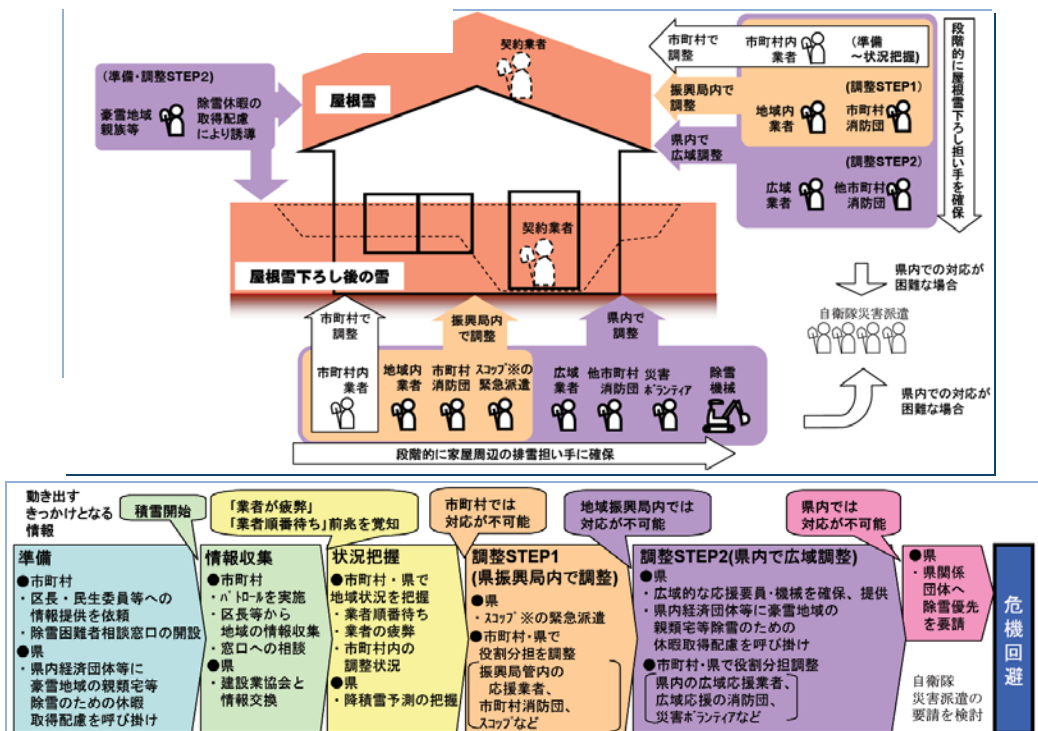 契約業者
屋根雪
(準備・調整STEP2)
豪雪地域
親族等
除雪休暇の
取得配慮
により誘導
市町村で
調整
市町村内
業者
(準備
～状況把握)
振興局内で
調整
(調整STEP1)
地域内
業者
市町村
消防団
県内で
広域調整
(調整STEP2)
広域
業者
他市町村
消防団
段階的に屋根雪下ろし担い手を確保
契約業者
屋根雪下ろし後の雪
県内での対応が
困難な場合
自衛隊災害派遣
県内での対応が
困難な場合
市町村で
調整
振興局内
で調整
県内で
調整
市町村内
業者
地域内
業者
市町村
消防団
スコップ※の
緊急派遣
広域
業者
他市町村
消防団
災害
ボランティア
除雪
機械
段階的に家屋周辺の排雪担い手に確保
動き出す
きっかけとなる
情報
積雪開始
「業者が疲弊」
「業者順番待ち」前兆を覚知
市町村では
対応が不可能
地域振興局内では
対応が不可能
県内では
対応が不可能
準備
●市町村
・区長・民生委員等への
情報提供を依頼
・除雪困難者相談窓口の開設
●県
・県内経済団体等に
豪雪地域の親類宅等
除雪のための休暇
取得配慮を呼び掛け
情報収集
●市町村
・パトロールを実施
・区長等から
地域の情報収集
・窓口への相談
●県
・建設業協会と
情報交換
状況把握
●市町村・県で
地域状況を把握
・業者順番待ち
・業者の疲弊
・市町村内の
調整状況
●県
・降積雪予測の把握
調整STEP1
(県振興局内で調整)
●県
・スコップ※の緊急派遣
●市町村・県で
役割分担を調整
振興局管内の
応援業者、
市町村消防団、
スコップなど
調整STEP2(県内で広域調整)
●県
・広域的な応援要員・機械を確保、提供
・県内経済団体等に豪雪地域の
親類宅等除雪のための
休暇取得配慮を呼び掛け
●市町村・県で役割分担調整
県内の広域応援業者、
広域応援の消防団、
災害ボランティアなど
●県
・県関係
団体へ
除雪優先
を要請
自衛隊
災害派遣の
要請を検討
危機回避